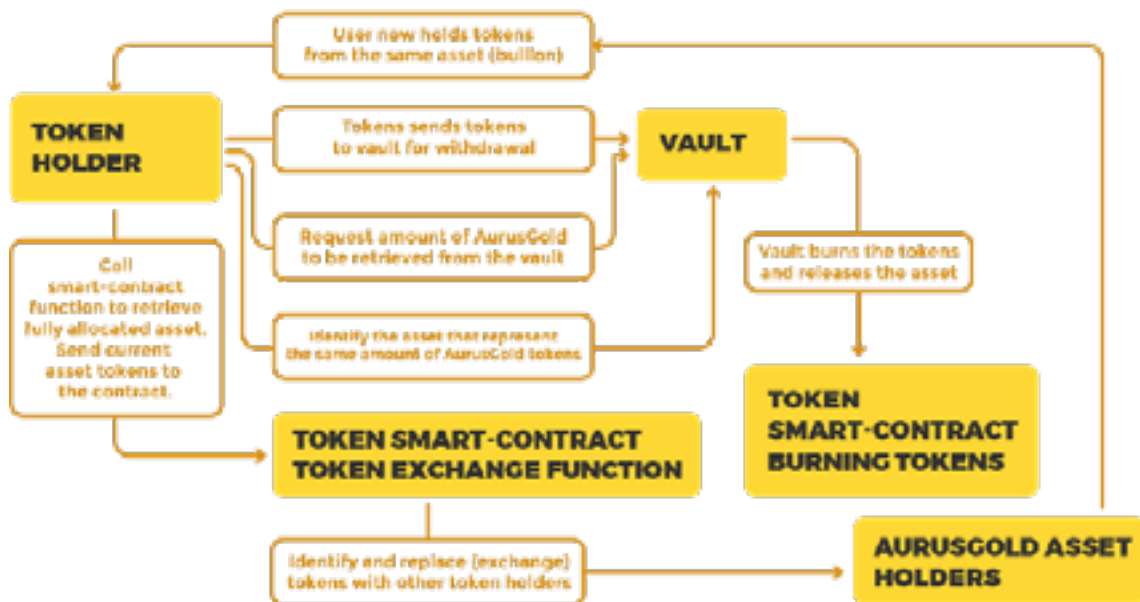 User now holds tokens
from the same asset (bullion)
TOKEN
HOLDER
Tokens sends tokens
to vault for withdrawal
VAULT
Request amount of AurusGold
to be retrieved from the vault
Vault burns the tokens
and releases the asset
Call
smart-contract
function to retrieve
fully allocated asset.
Send current
asset tokens to
the contract.
Identify the asset that represent
the same amount of AurusGold tokens
TOKEN
SMART-CONTRACT
BURNING TOKENS
TOKEN SMART-CONTRACT
TOKEN EXCHANGE FUNCTION
Identify and replace (exchange)
tokens with other token holders
AURUSGOLD ASSET
HOLDERS